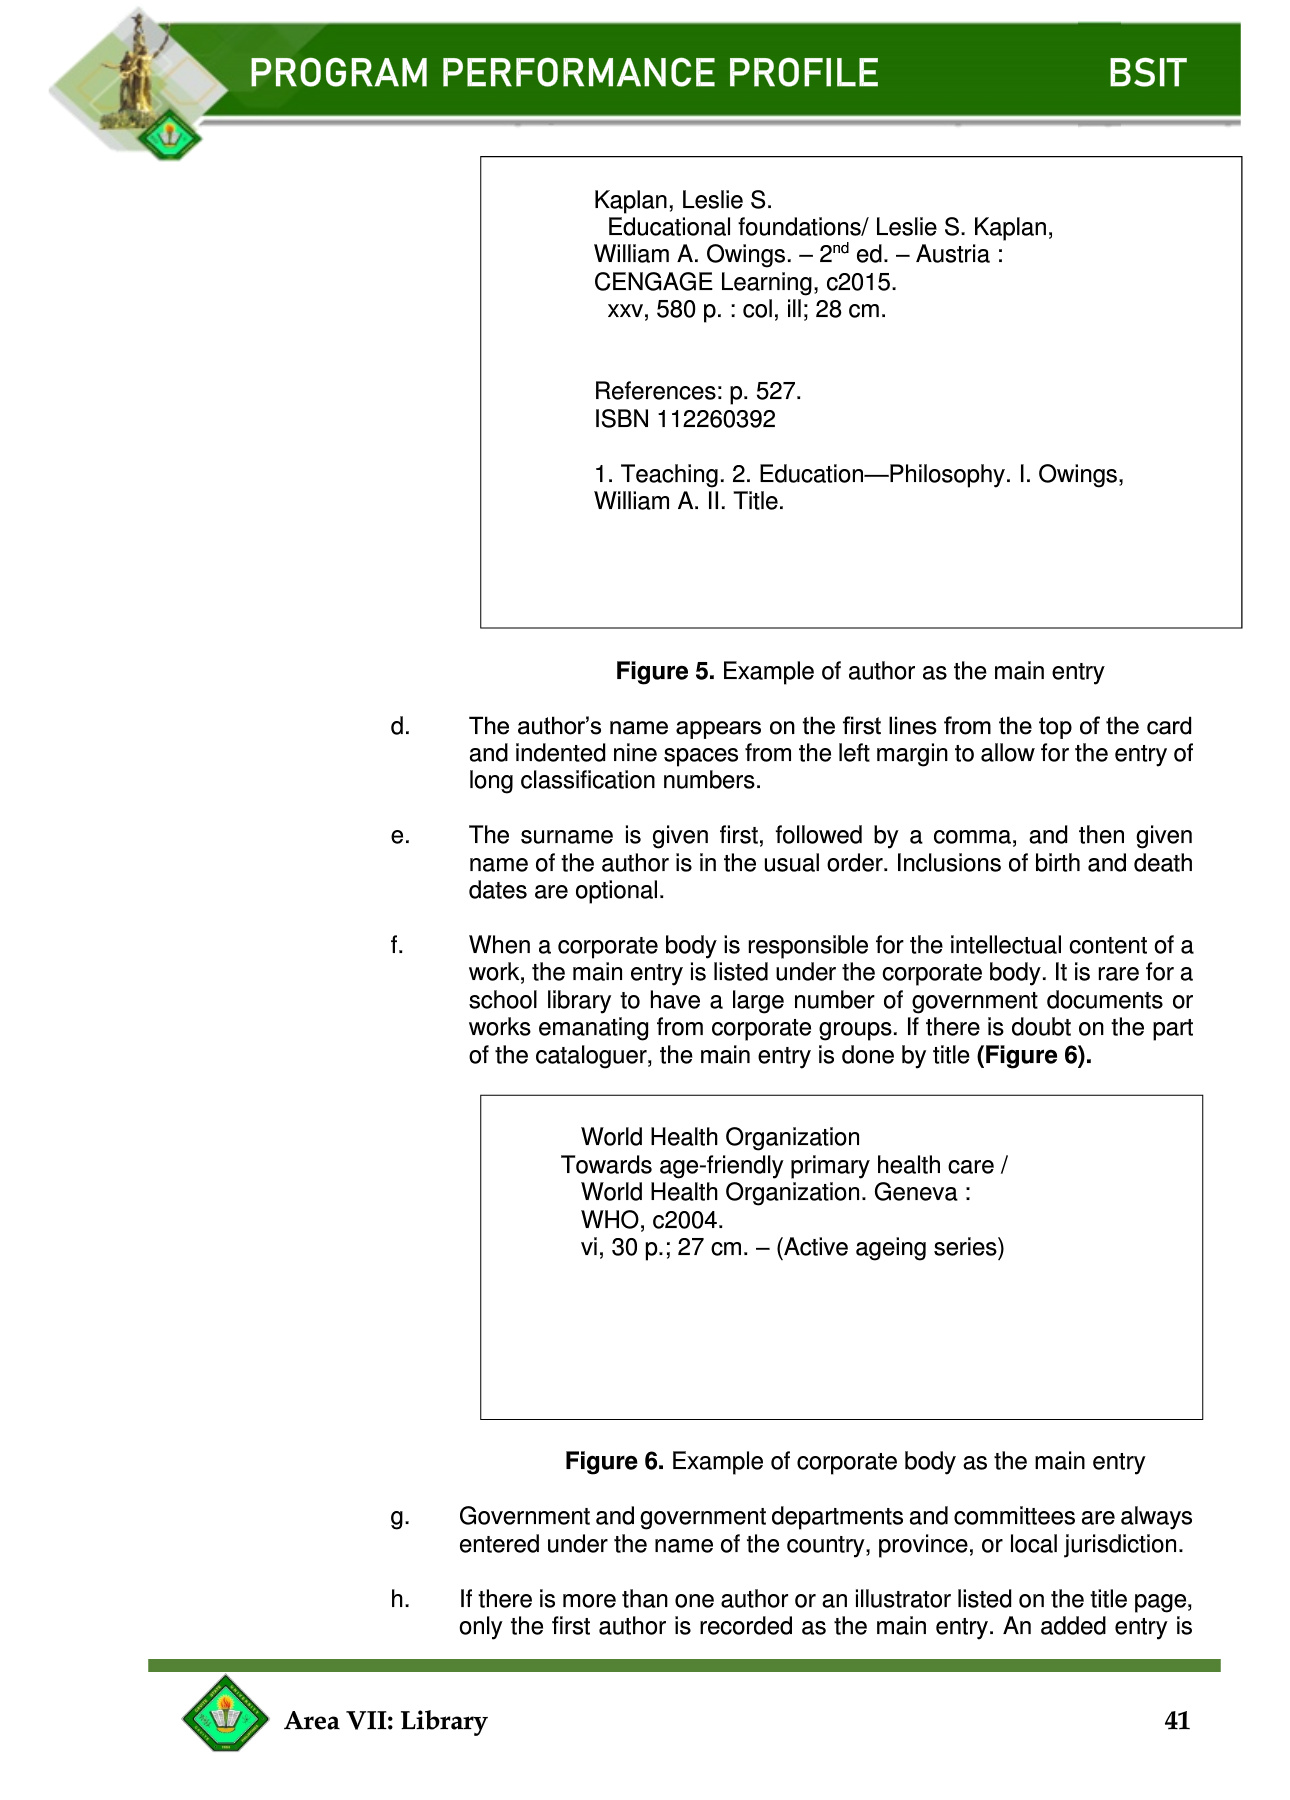 PROGRAM PERFORMANCE PROFILE BSIT
Kaplan, Leslie S.
Educational foundations/ Leslie S. Kaplan,
William A. Owings. – 2nd ed. – Austria :
CENGAGE Learning, c2015.
xxv, 580 p. : col, ill; 28 cm.
References: p. 527.
ISBN 112260392
1. Teaching. 2. Education—Philosophy. I. Owings,
William A. II. Title.
Figure 5. Example of author as the main entry
d. The author’s name appears on the first lines from the top of the card
and indented nine spaces from the left margin to allow for the entry of
long classification numbers.
e. The surname is given first, followed by a comma, and then given
name of the author is in the usual order. Inclusions of birth and death
dates are optional.
f. When a corporate body is responsible for the intellectual content of a
work, the main entry is listed under the corporate body. It is rare for a
school library to have a large number of government documents or
works emanating from corporate groups. If there is doubt on the part
of the cataloguer, the main entry is done by title (Figure 6).
World Health Organization
Towards age-friendly primary health care /
World Health Organization. Geneva :
WHO, c2004.
vi, 30 p.; 27 cm. – (Active ageing series)
Figure 6. Example of corporate body as the main entry
g. Government and government departments and committees are always
entered under the name of the country, province, or local jurisdiction.
h. If there is more than one author or an illustrator listed on the title page,
only the first author is recorded as the main entry. An added entry is
Area VII: Library 41